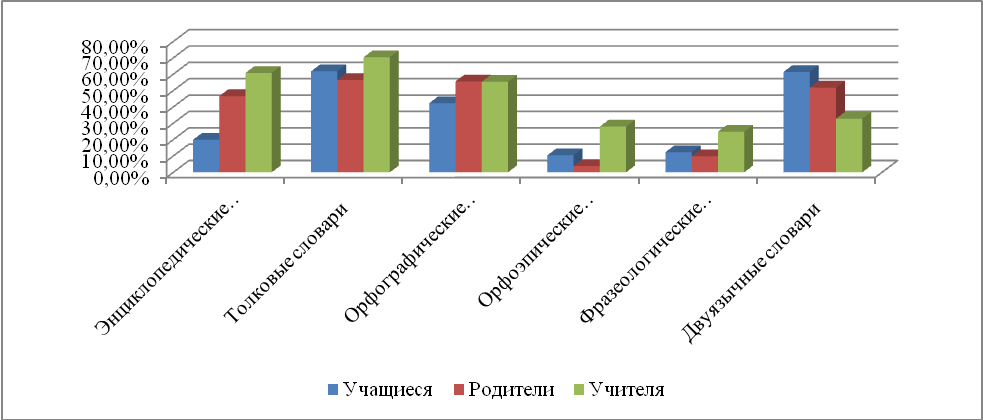 80,00%
70,00%
60,00%
50,00%
40,00%
30,00%
20,00%
10,00%
0,00%
Энциклопедические..
Толковые словари
Орфографические..
Орфоэпические..
Фразеологические..
Двуязычные словари
Учащиеся
Родители
Учителя